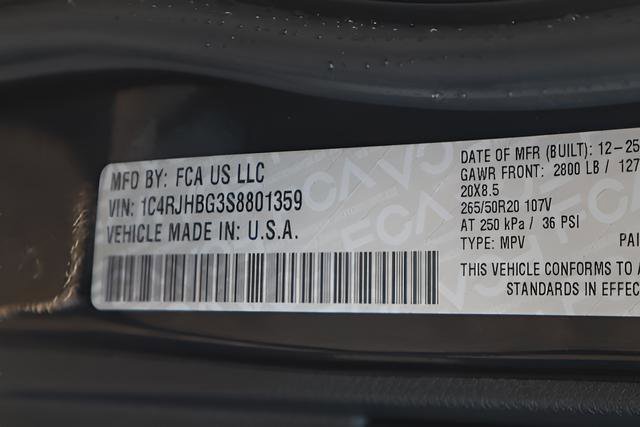 MFD BY: FCA US LLC
VIN: 1C4RJHBG3S8801359
VEHICLE MADE IN: U.S.A.
DATE OF MFR (BUILT): 12-25
GAWR FRONT: 2800 LB / 127
20X8.5
265/50R20 107V
AT 250 kPa / 36 PSI
TYPE: MPV PAI
THIS VEHICLE CONFORMS TO A
STANDARDS IN EFFEC